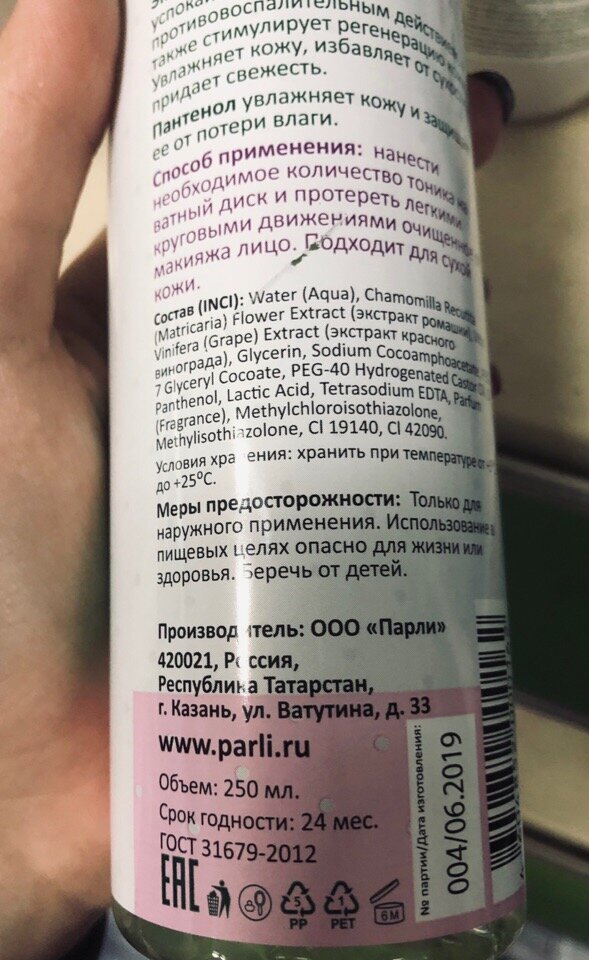 противовоспалительным действием
также стимулирует регенерацию
Увлажняет кожу, избавляет от
придает свежесть.
Пантенол увлажняет кожу и
ее от потери влаги.
Способ применения: нанести
необходимое количество тоника на
ватный диск и протереть легкими
круговыми движениями
макияжа лицо. Подходит для сухой
кожи.
Состав (INCI): Water (Aqua), Chamomilla
(Matricaria) Flower Extract (экстракт ромашки),
Vinifera (Grape) Extract (экстракт красного
винограда), Glycerin, Sodium Cocoamphoacetate,
7 Glyceryl Cocoate, PEG-40 Hydrogenated Castor
Panthenol, Lactic Acid, Tetrasodium EDTA, Parfum
(Fragrance), Methylchloroisothiazolone,
Methylisothiazolone, CI 19140, CI 42090.
Условия хранения: хранить при температуре от
до +25°С.
Меры предосторожности: Только для
наружного применения. Использование в
пищевых целях опасно для жизни или
здоровья. Беречь от детей.
Производитель: ООО «Парли»
420021, Россия,
Республика Татарстан,
г. Казань, ул. Ватутина, д. 33
www.parli.ru
Объем: 250 мл.
Срок годности: 24 мес.
ГОСТ 31679-2012
№ партии/Дата изготовления:
004/06.2019
EAC
5
PP
1
PET
6M